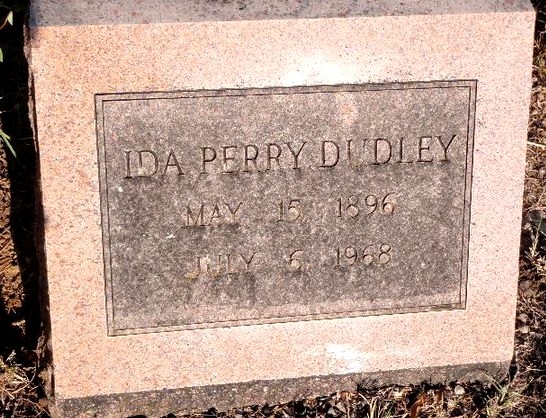 IDA PERRY DUDLEY
MAY 15, 1896
JULY 6, 1968